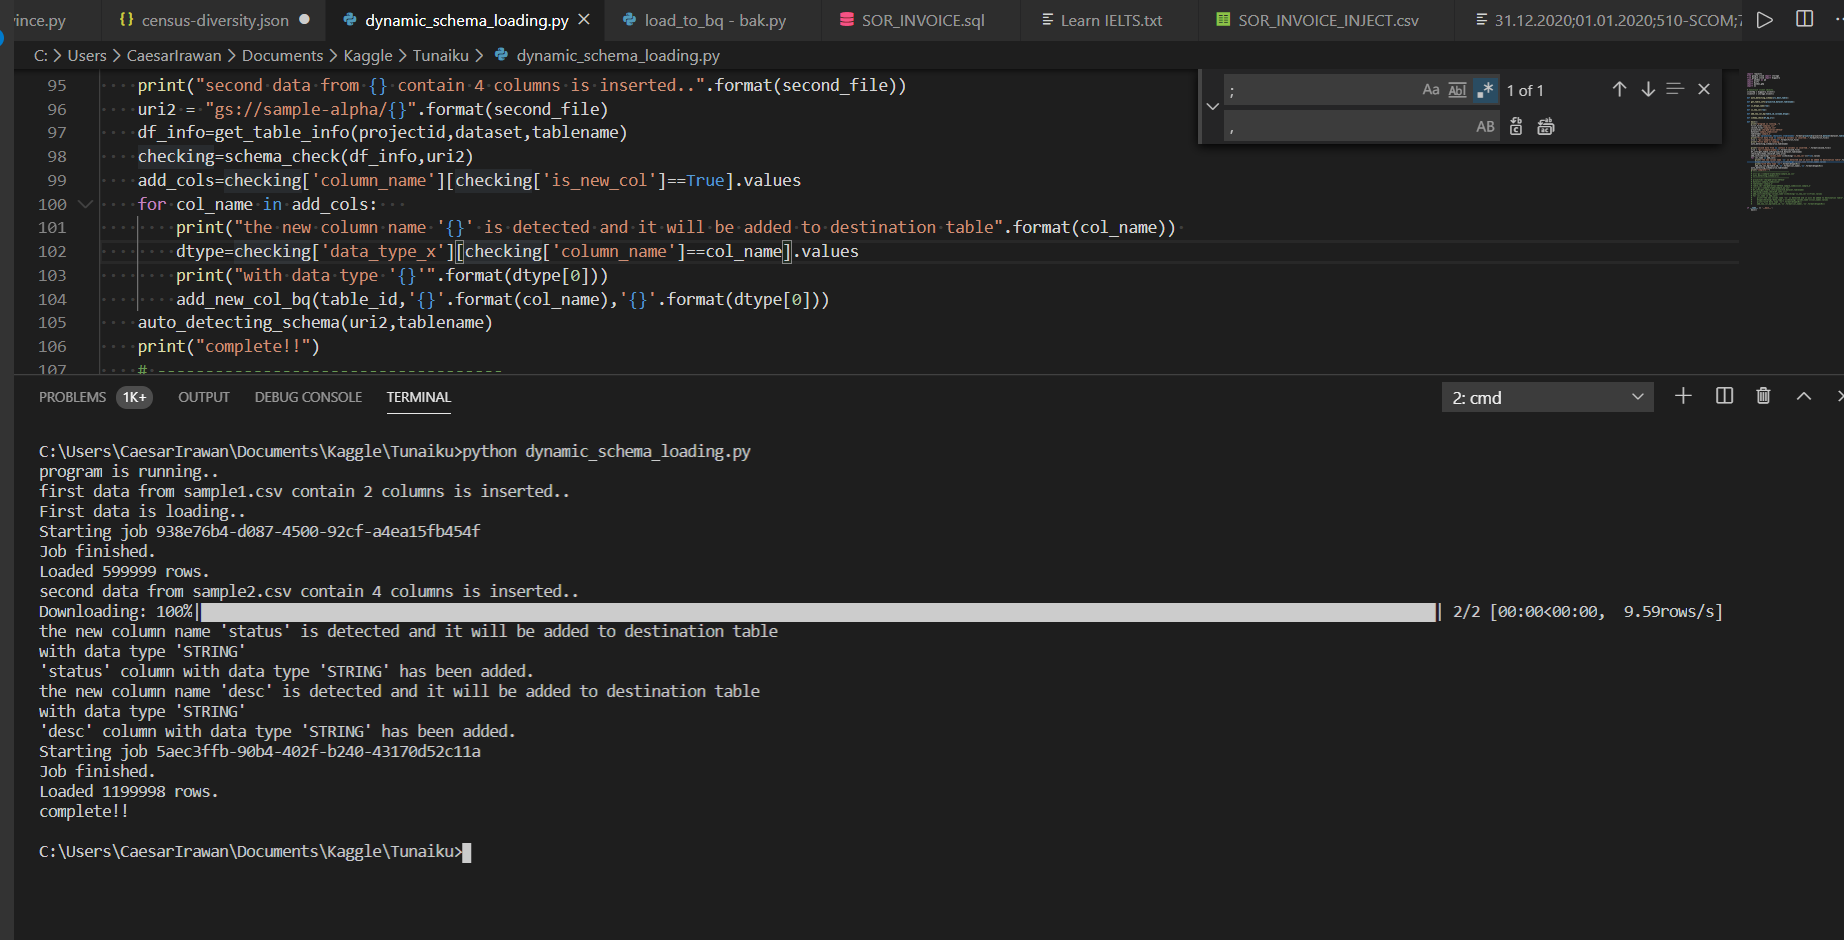 ince.py {} census-diversity.json dynamic_schema_loading.py load_to_bq - bak.py SOR_INVOICE.sql Learn IELTS.txt SOR_INVOICE_INJECT.csv 31.12.2020;01.01.2020;510-SCOM;7
C: > Users > CaesarIrawan > Documents > Kaggle > Tunaiku > dynamic_schema_loading.py
; Aa Abl .* 1 of 1
, AB
95 print("second data from {} contain 4 columns is inserted..".format(second_file))
96 uri2 = "gs://sample-alpha/{}".format(second_file)
97 df_info=get_table_info(projectid,dataset,tablename)
98 checking=schema_check(df_info,uri2)
99 add_cols=checking['column_name'][checking['is_new_col']==True].values
100 for col_name in add_cols:
101 print("the new column name '{}' is detected and it will be added to destination table".format(col_name))
102 dtype=checking['data_type_x'][checking['column_name']==col_name].values
103 print("with data type '{}'".format(dtype[0]))
104 add_new_col_bq(table_id,'{}'.format(col_name),'{}'.format(dtype[0]))
105 auto_detecting_schema(uri2,tablename)
106 print("complete!!")
107 # ------------------------------------
PROBLEMS 1K+ OUTPUT DEBUG CONSOLE TERMINAL 2: cmd
C:\Users\CaesarIrawan\Documents\Kaggle\Tunaiku>python dynamic_schema_loading.py
program is running..
first data from sample1.csv contain 2 columns is inserted..
First data is loading..
Starting job 938e76b4-d087-4500-92cf-a4ea15fb454f
Job finished.
Loaded 599999 rows.
second data from sample2.csv contain 4 columns is inserted..
Downloading: 100%| | 2/2 [00:00<00:00, 9.59rows/s]
the new column name 'status' is detected and it will be added to destination table
with data type 'STRING'
'status' column with data type 'STRING' has been added.
the new column name 'desc' is detected and it will be added to destination table
with data type 'STRING'
'desc' column with data type 'STRING' has been added.
Starting job 5aec3ffb-90b4-402f-b240-43170d52c11a
Job finished.
Loaded 1199998 rows.
complete!!
C:\Users\CaesarIrawan\Documents\Kaggle\Tunaiku>